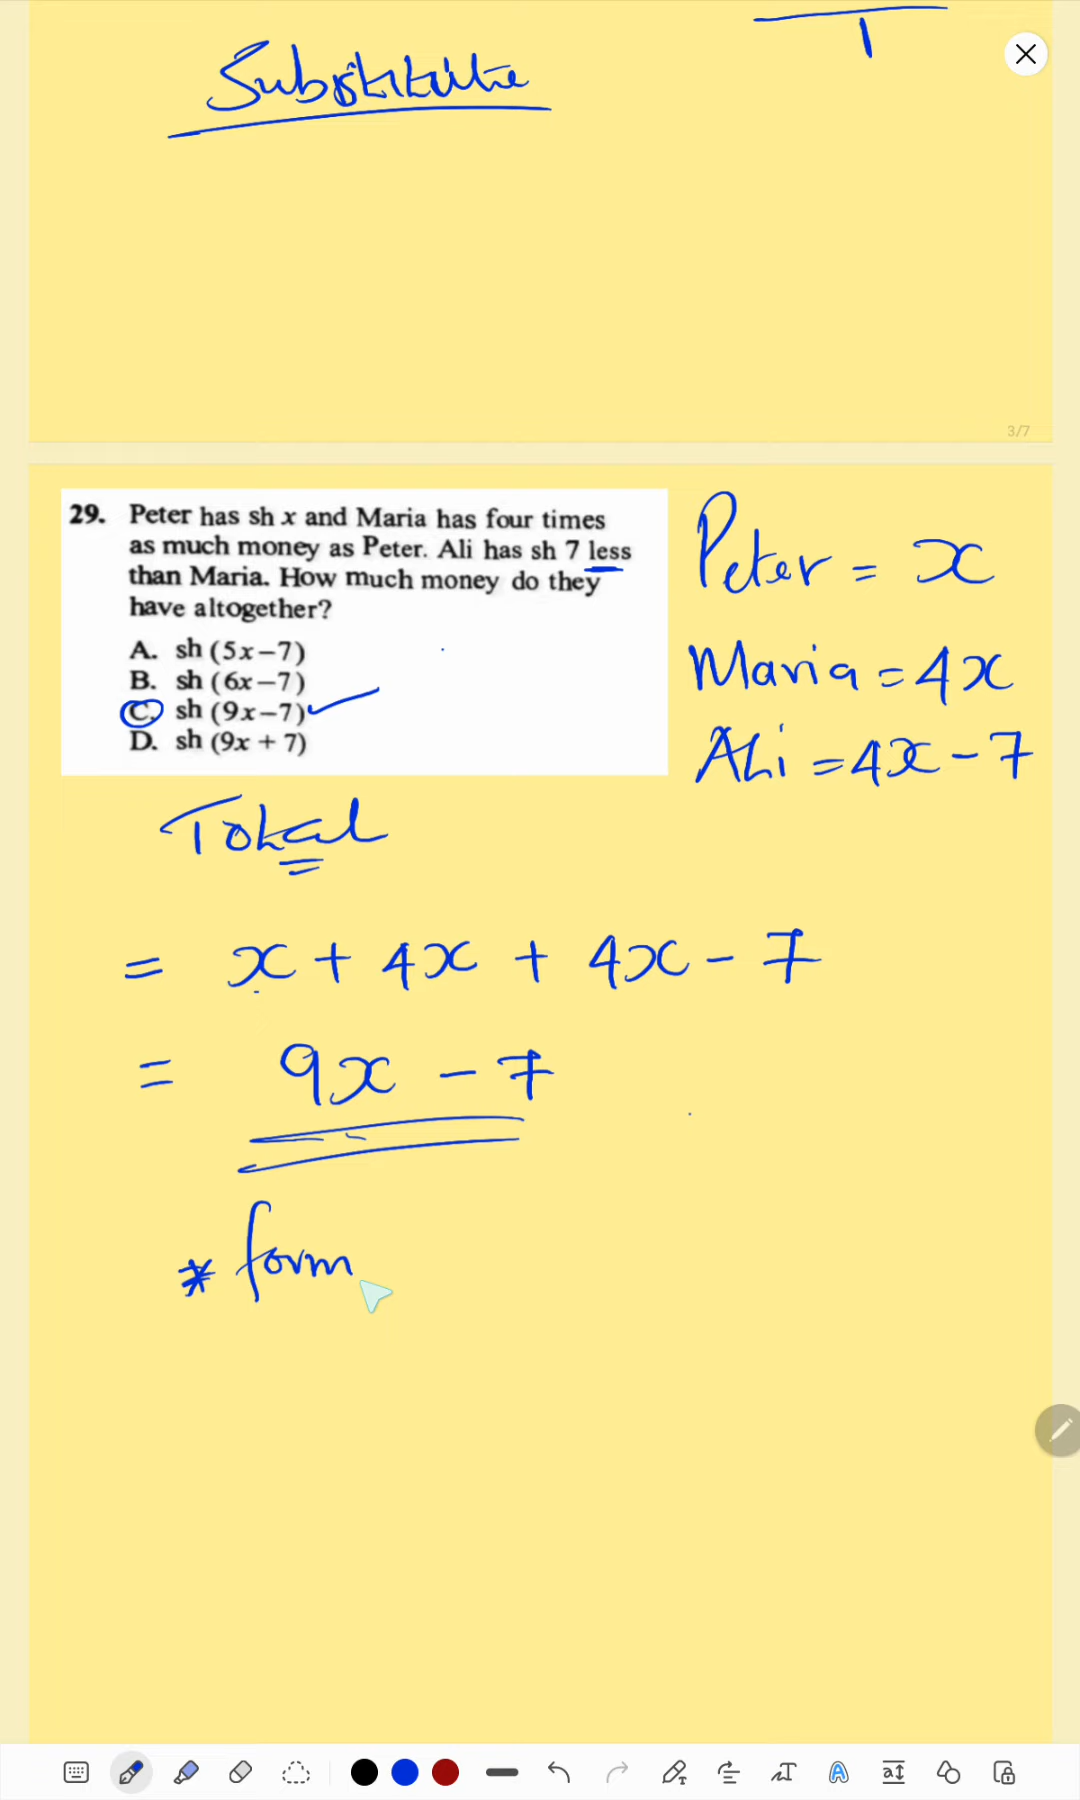 1
Substitute
3/7
29. Peter has sh x and Maria has four times
as much money as Peter. Ali has sh 7 less
than Maria. How much money do they
have altogether?
A. sh (5x−7)
B. sh (6x−7)
C. sh (9x−7)
D. sh (9x + 7)
Peter = x
Maria = 4x
Ali = 4x - 7
Total
= x + 4x + 4x - 7
= 9x - 7
* form